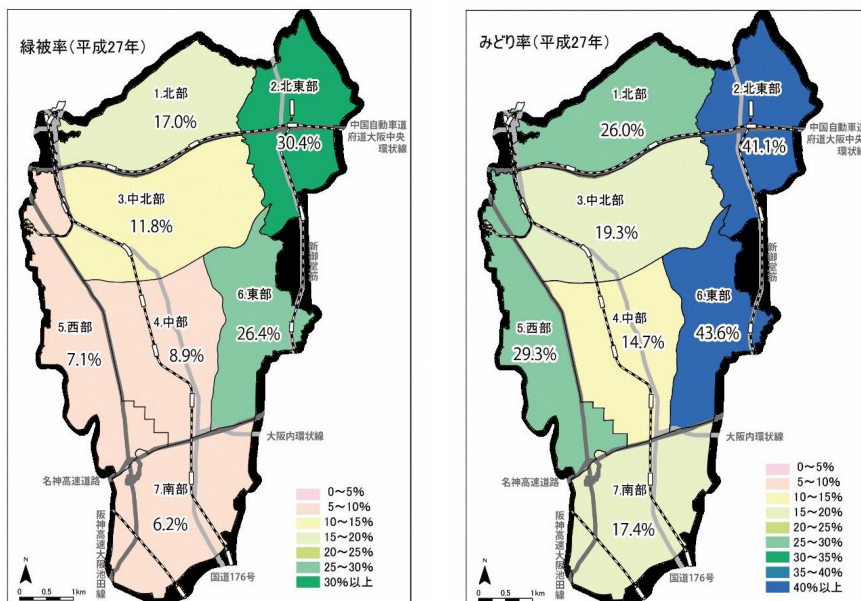 緑被率(平成27年)
1.北部
17.0%
2.北東部
30.4%
中国自動車道
府道大阪中央
環状線
3.中北部
11.8%
新御堂筋
6.東部
26.4%
4.中部
8.9%
5.西部
7.1%
大阪内環状線
名神高速道路
7.南部
6.2%
阪神高速大阪池田線
国道176号
N
0 0.5 1km
0~5%
5~10%
10~15%
15~20%
20~25%
25~30%
30%以上
みどり率(平成27年)
1.北部
26.0%
2.北東部
41.1%
中国自動車道
府道大阪中央
環状線
3.中北部
19.3%
新御堂筋
6.東部
43.6%
4.中部
14.7%
5.西部
29.3%
大阪内環状線
名神高速道路
7.南部
17.4%
阪神高速大阪池田線
国道176号
N
0 0.5 1km
0~5%
5~10%
10~15%
15~20%
20~25%
25~30%
30~35%
35~40%
40%以上